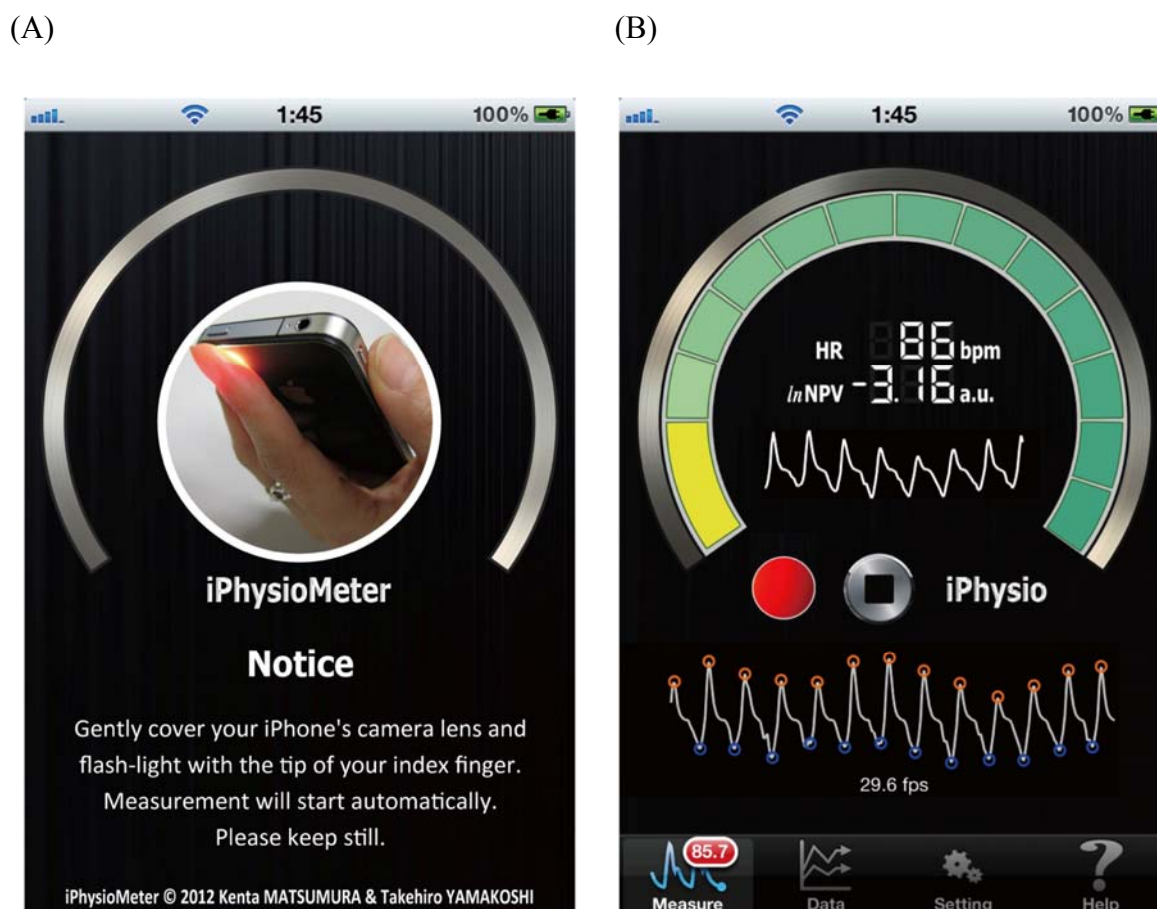 (A)
(B)
1:45
100%
iPhysioMeter
Notice
Gently cover your iPhone's camera lens and
flash-light with the tip of your index finger.
Measurement will start automatically.
Please keep still.
iPhysioMeter © 2012 Kenta MATSUMURA & Takehiro YAMAKOSHI
1:45
100%
HR 86 bpm
lnNPV -3.16 a.u.
iPhysio
29.6 fps
85.7
Measure
Data
Setting
Help